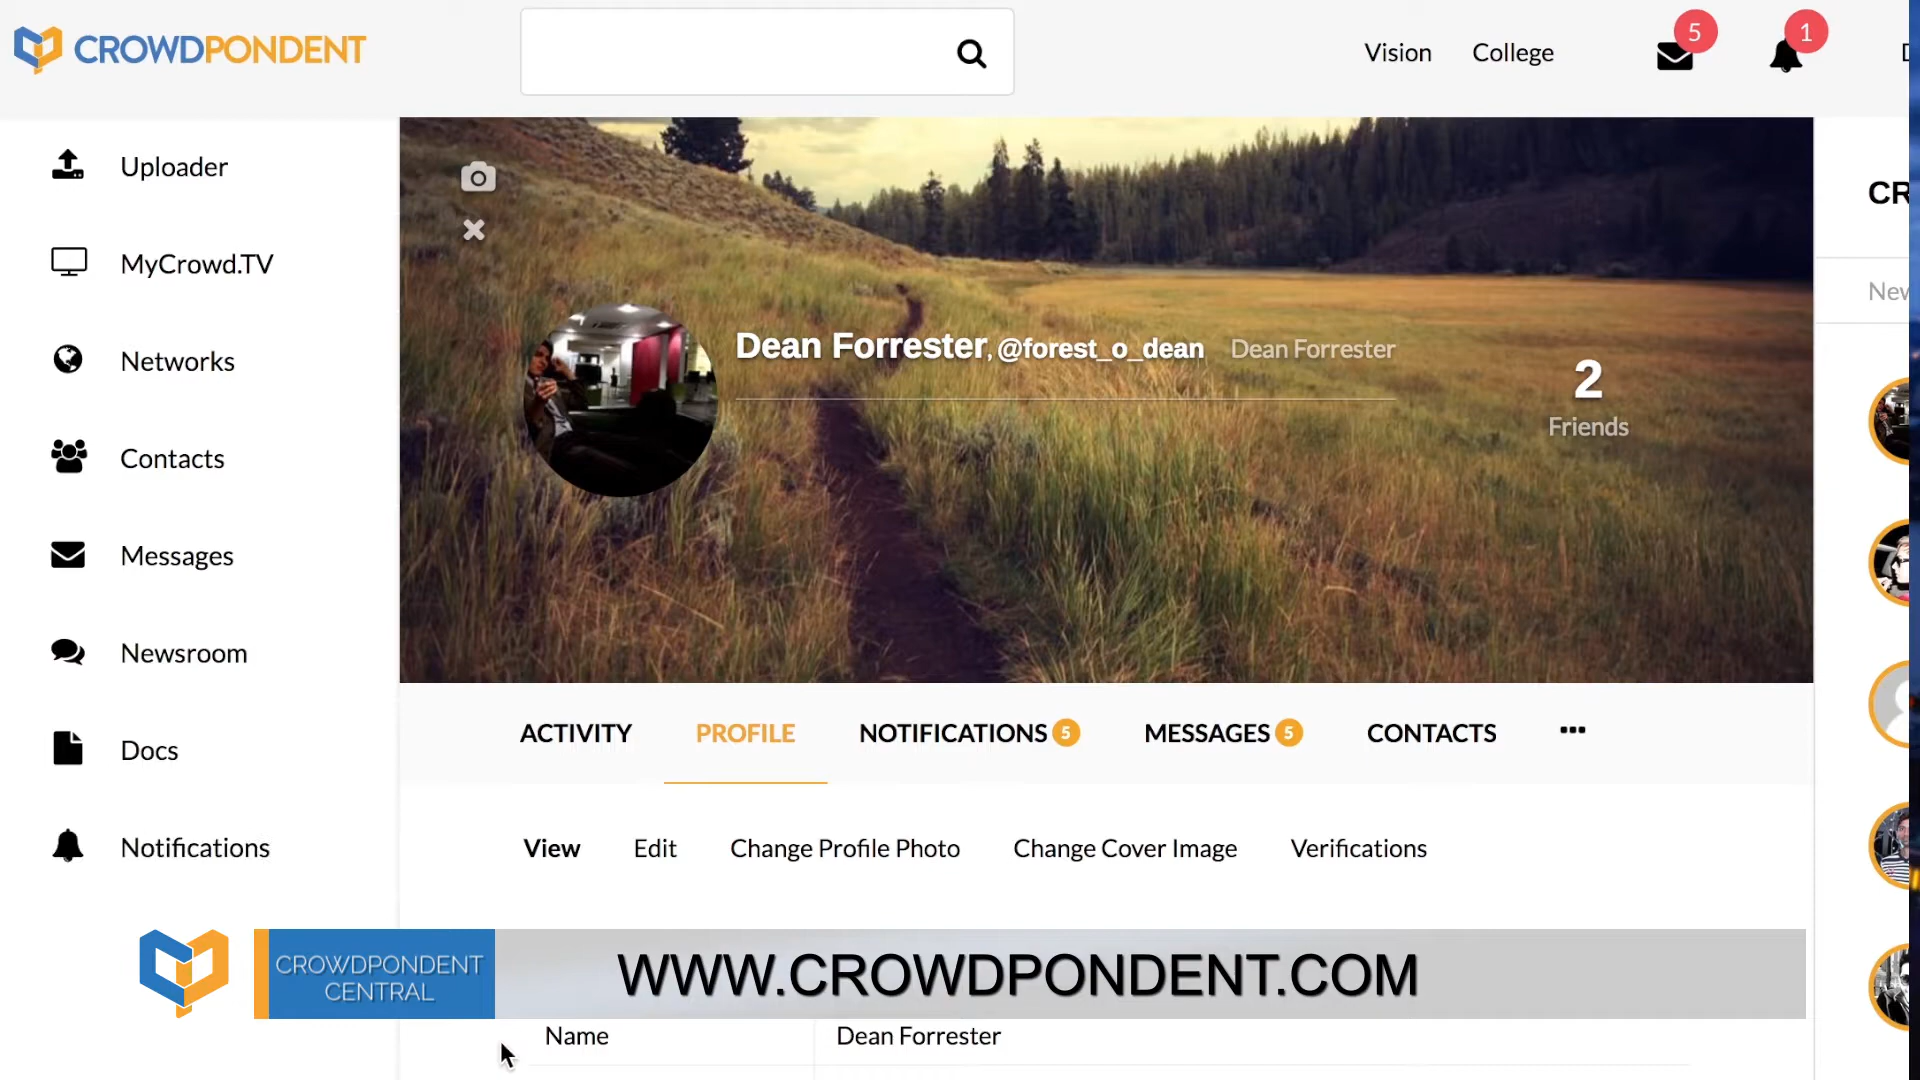 CROWDPONDENT
Vision
College
5
1
Uploader
MyCrowd.TV
Networks
Contacts
Messages
Newsroom
Docs
Notifications
Dean Forrester, @forest_o_dean Dean Forrester
2
Friends
ACTIVITY
PROFILE
NOTIFICATIONS 5
MESSAGES 5
CONTACTS
View
Edit
Change Profile Photo
Change Cover Image
Verifications
CROWDPONDENT
CENTRAL
WWW.CROWDPONDENT.COM
Name
Dean Forrester